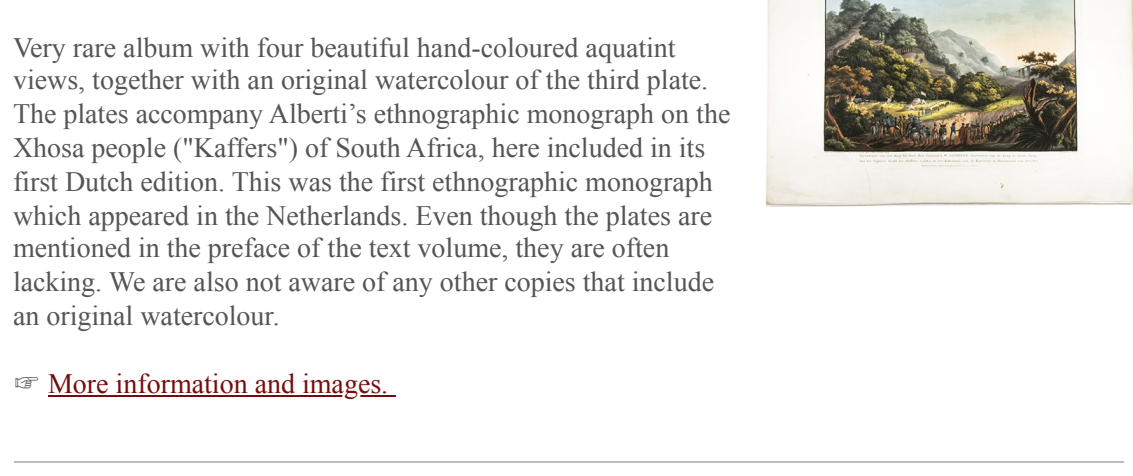 Very rare album with four beautiful hand-coloured aquatint
views, together with an original watercolour of the third plate.
The plates accompany Alberti’s ethnographic monograph on the
Xhosa people ("Kaffers") of South Africa, here included in its
first Dutch edition. This was the first ethnographic monograph
which appeared in the Netherlands. Even though the plates are
mentioned in the preface of the text volume, they are often
lacking. We are also not aware of any other copies that include
an original watercolour.
☞ More information and images.